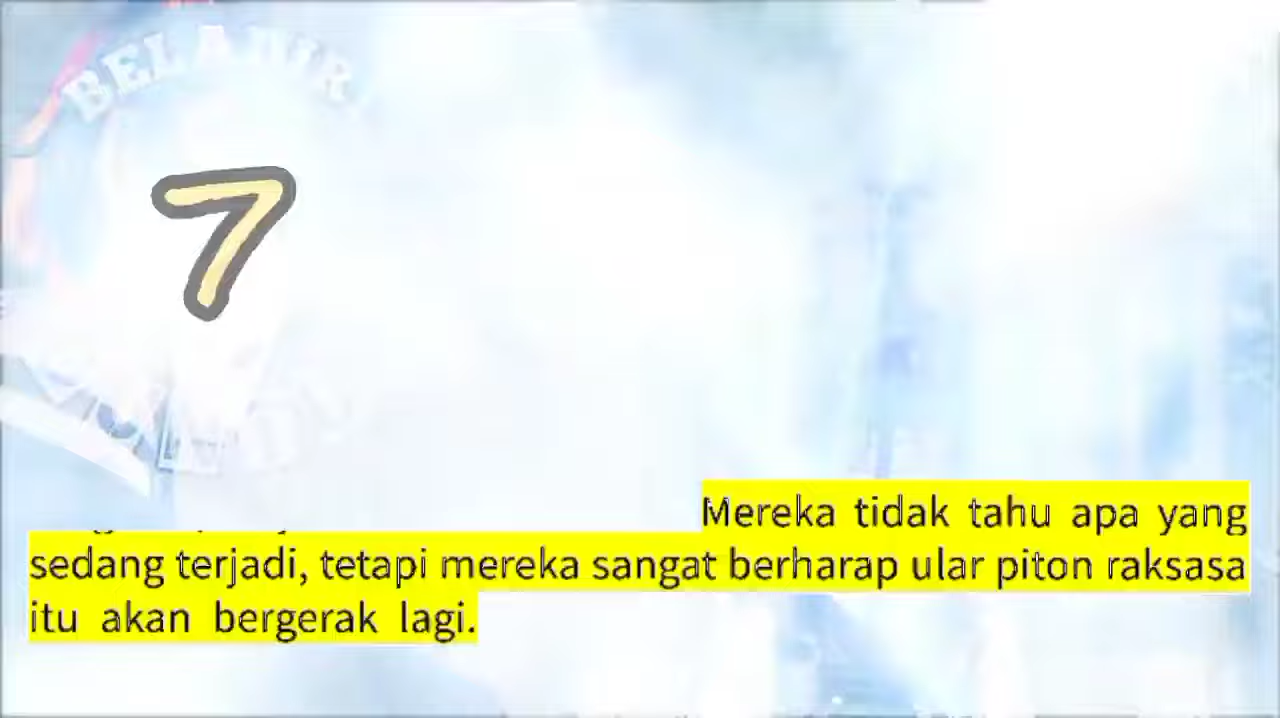 BELAJAR
7
Mereka tidak tahu apa yang
sedang terjadi, tetapi mereka sangat berharap ular piton raksasa
itu akan bergerak lagi.